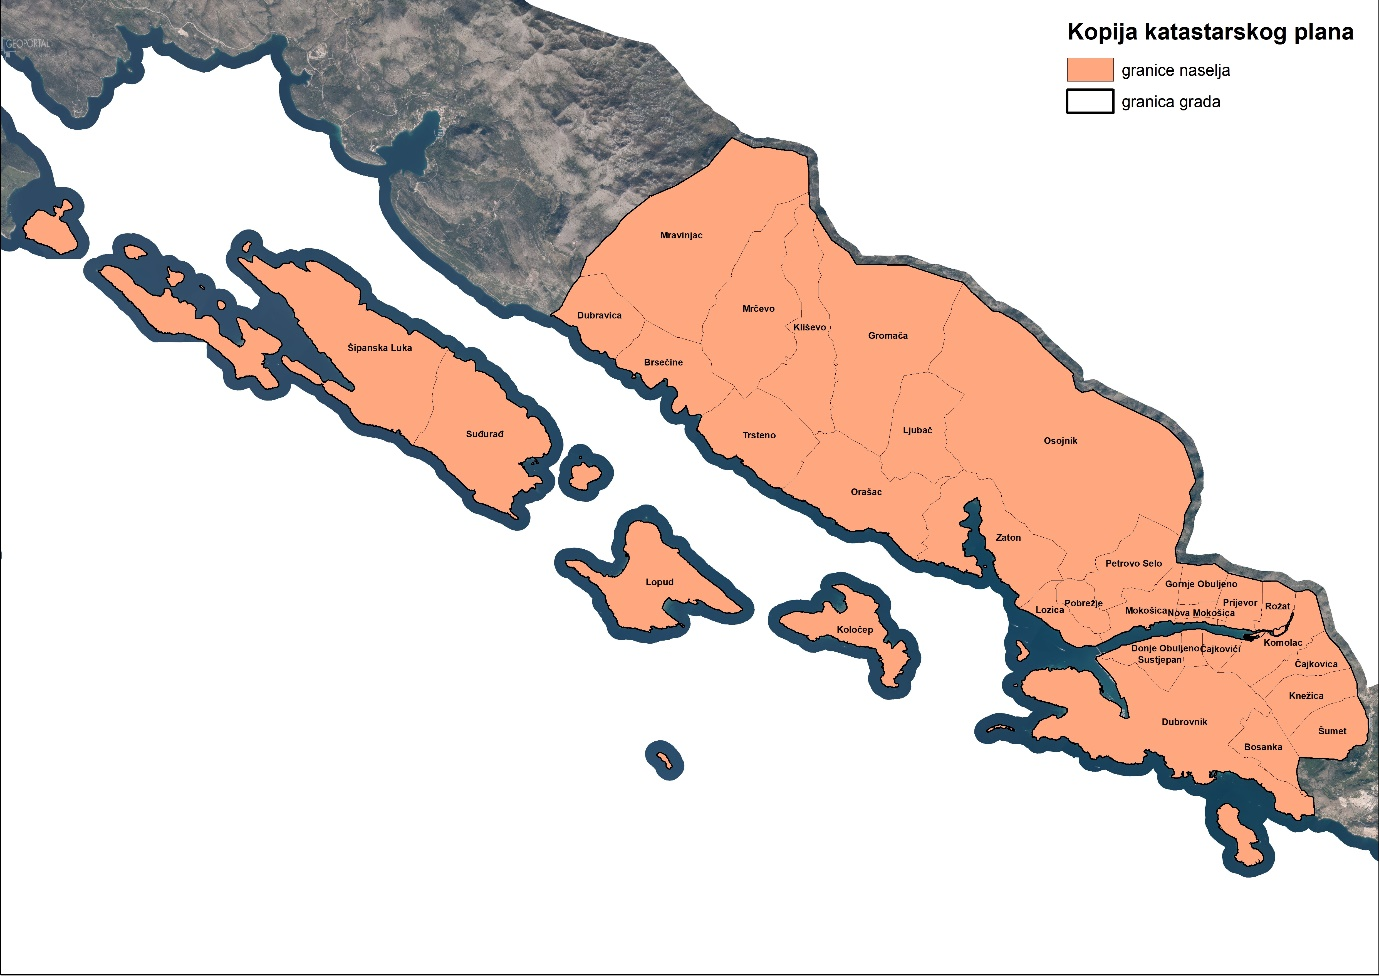 Kopija katastarskog plana
granice naselja
granica grada
GEOPORTAL
Mravinjac
Dubravica
Mrčevo
Kliševo
Gromača
Brsečine
Šipanska Luka
Suđurađ
Trsteno
Ljubač
Osojnik
Orašac
Zaton
Petrovo Selo
Lopud
Gornje Obuljeno
Lozica
Pobrežje
Mokošica
Nova Mokošica
Prijevor
Rožat
Koločep
Komolac
Donje Obuljeno
Čajkovići
Sustjepan
Čajkovica
Knežica
Dubrovnik
Šumet
Bosanka